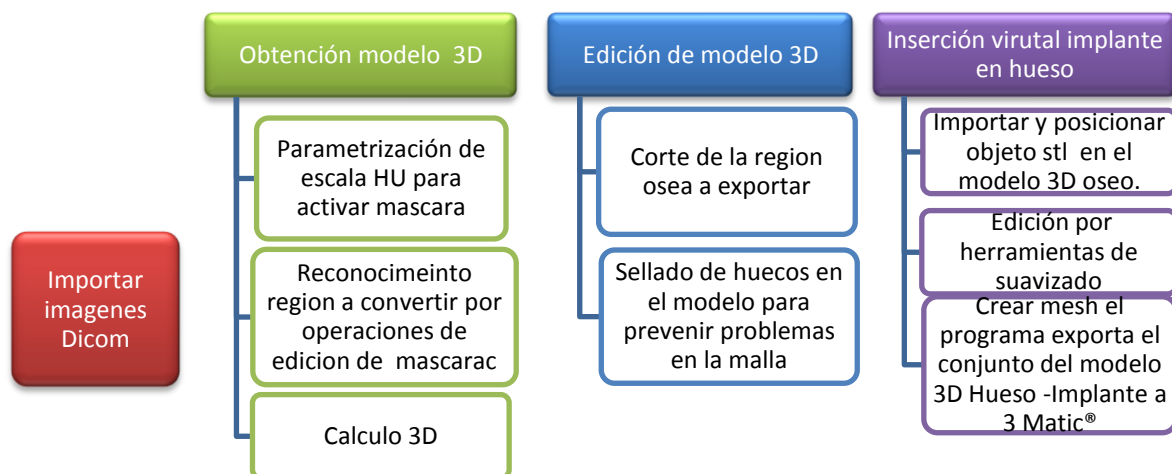 Importar
imagenes
Dicom
Obtención modelo 3D
Parametrización de
escala HU para
activar mascara
Reconocimeinto
region a convertir por
operaciones de
edicion de mascarac
Calculo 3D
Edición de modelo 3D
Corte de la region
osea a exportar
Sellado de huecos en
el modelo para
prevenir problemas
en la malla
Inserción virutal implante
en hueso
Importar y posicionar
objeto stl en el
modelo 3D oseo.
Edición por
herramientas de
suavizado
Crear mesh el
programa exporta el
conjunto del modelo
3D Hueso -Implante a
3 Matic®